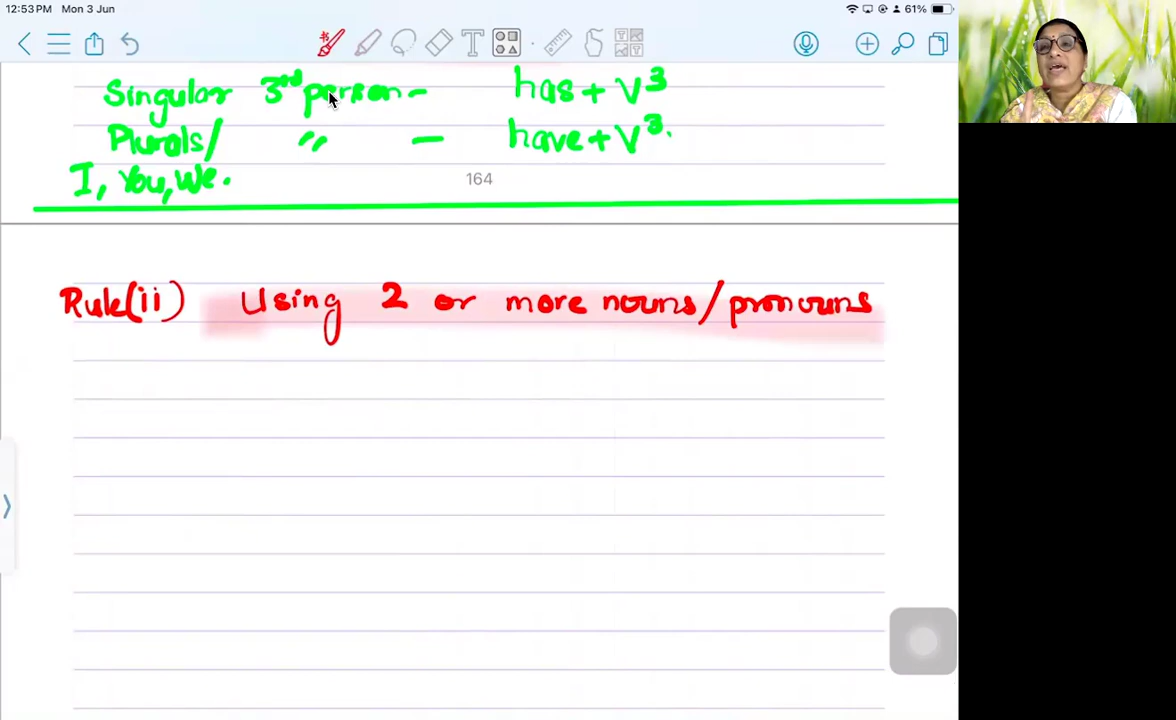 12:53 PM Mon 3 Jun
61%
Singular 3rd person - has + V3
Plurals/ " - have + V3.
I, You, We.
164
Rule(ii) Using 2 or more nouns/pronouns